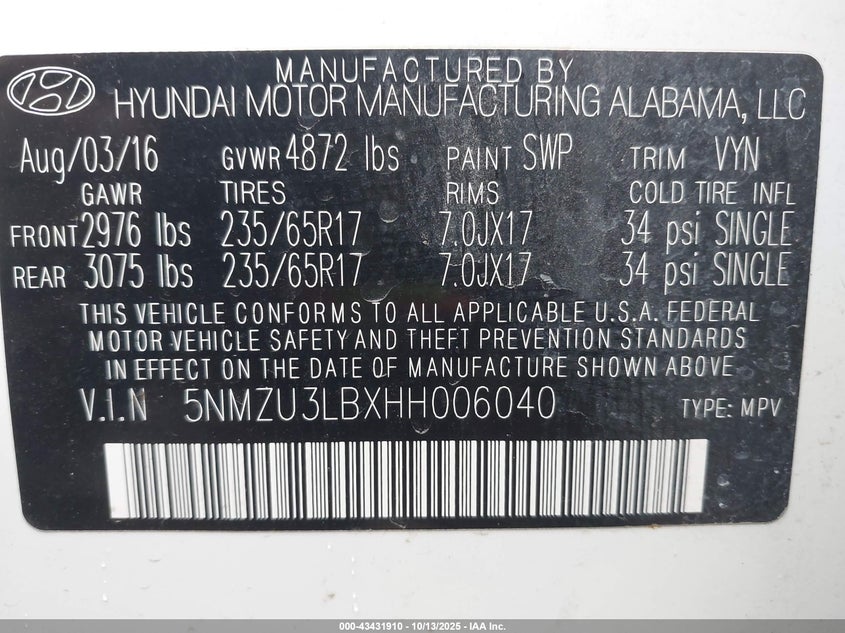 MANUFACTURED BY
HYUNDAI MOTOR MANUFACTURING ALABAMA, LLC
Aug/03/16 GVWR 4872 lbs PAINT SWP TRIM VYN
GAWR TIRES RIMS COLD TIRE INFL
FRONT 2976 lbs 235/65R17 7.0JX17 34 psi SINGLE
REAR 3075 lbs 235/65R17 7.0JX17 34 psi SINGLE
THIS VEHICLE CONFORMS TO ALL APPLICABLE U.S.A. FEDERAL
MOTOR VEHICLE SAFETY AND THEFT PREVENTION STANDARDS
IN EFFECT ON THE DATE OF MANUFACTURE SHOWN ABOVE
V.I.N 5NMZU3LBXHH006040 TYPE: MPV
000-43431910 - 10/13/2025 - IAA Inc.